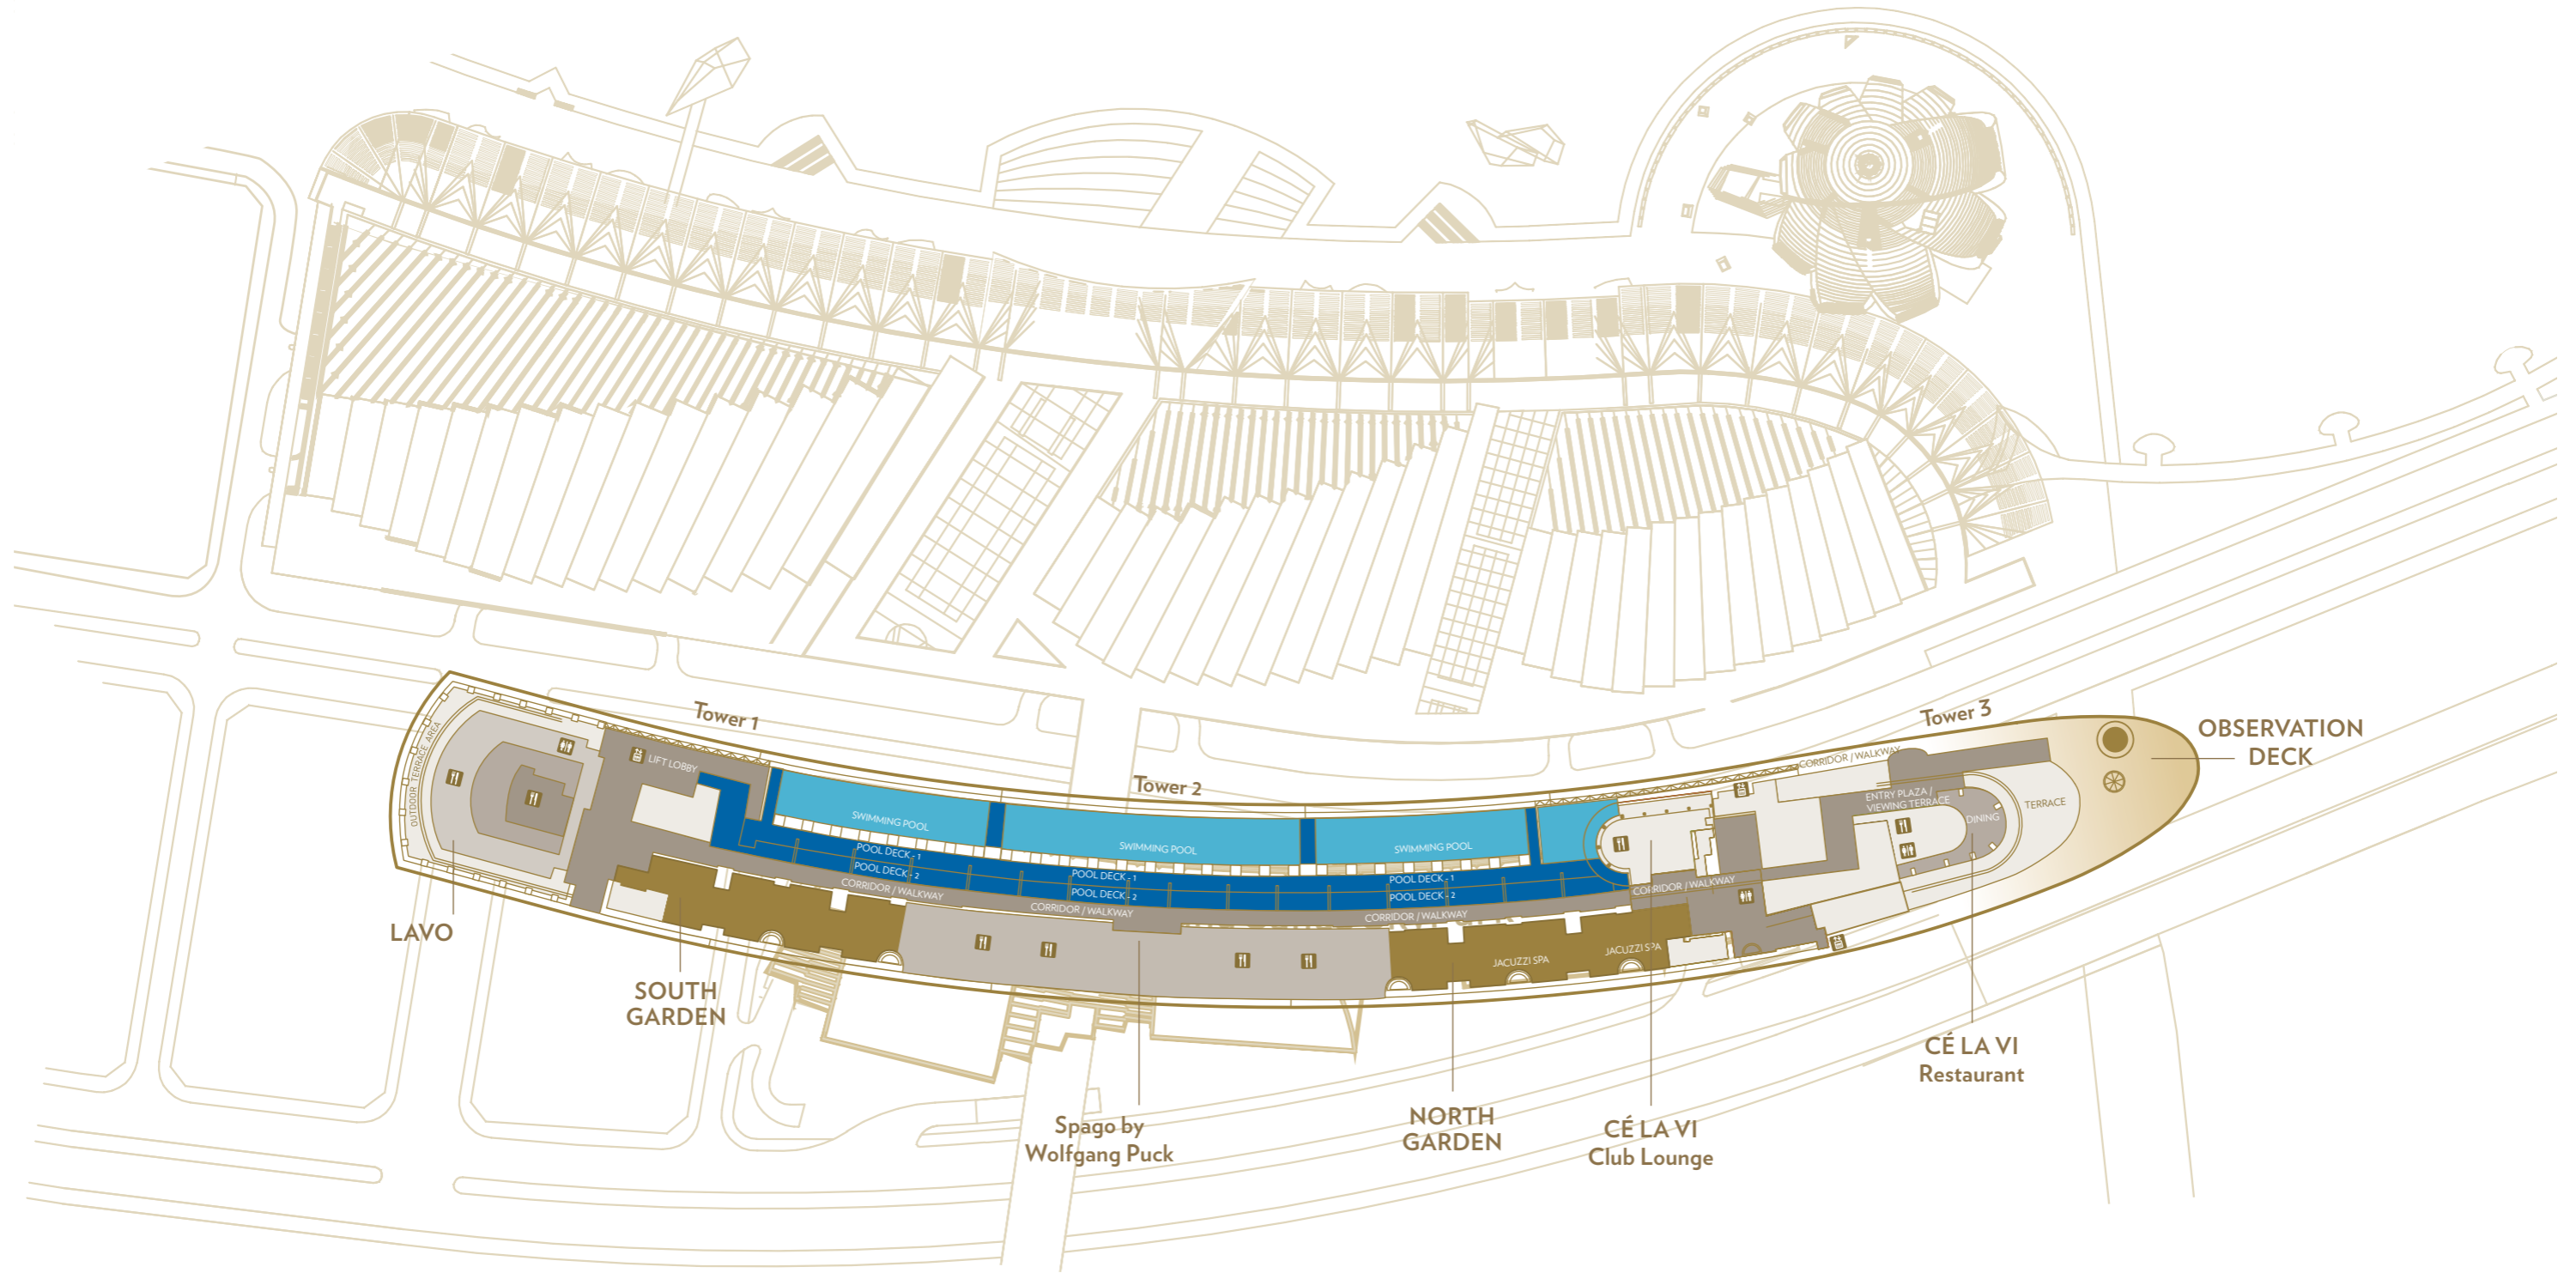 Tower 1
Tower 2
Tower 3
OBSERVATION
DECK
OUTDOOR TERRACE AREA
LIFT LOBBY
SWIMMING POOL
SWIMMING POOL
SWIMMING POOL
POOL DECK - 1
POOL DECK - 2
POOL DECK - 1
POOL DECK - 2
POOL DECK - 1
POOL DECK - 2
CORRIDOR / WALKWAY
CORRIDOR / WALKWAY
CORRIDOR / WALKWAY
CORRIDOR / WALKWAY
CORRIDOR / WALKWAY
ENTRY PLAZA /
VIEWING TERRACE
DINING
TERRACE
JACUZZI SPA
JACUZZI SPA
LAVO
SOUTH
GARDEN
Spago by
Wolfgang Puck
NORTH
GARDEN
CÉ LA VI
Club Lounge
CÉ LA VI
Restaurant